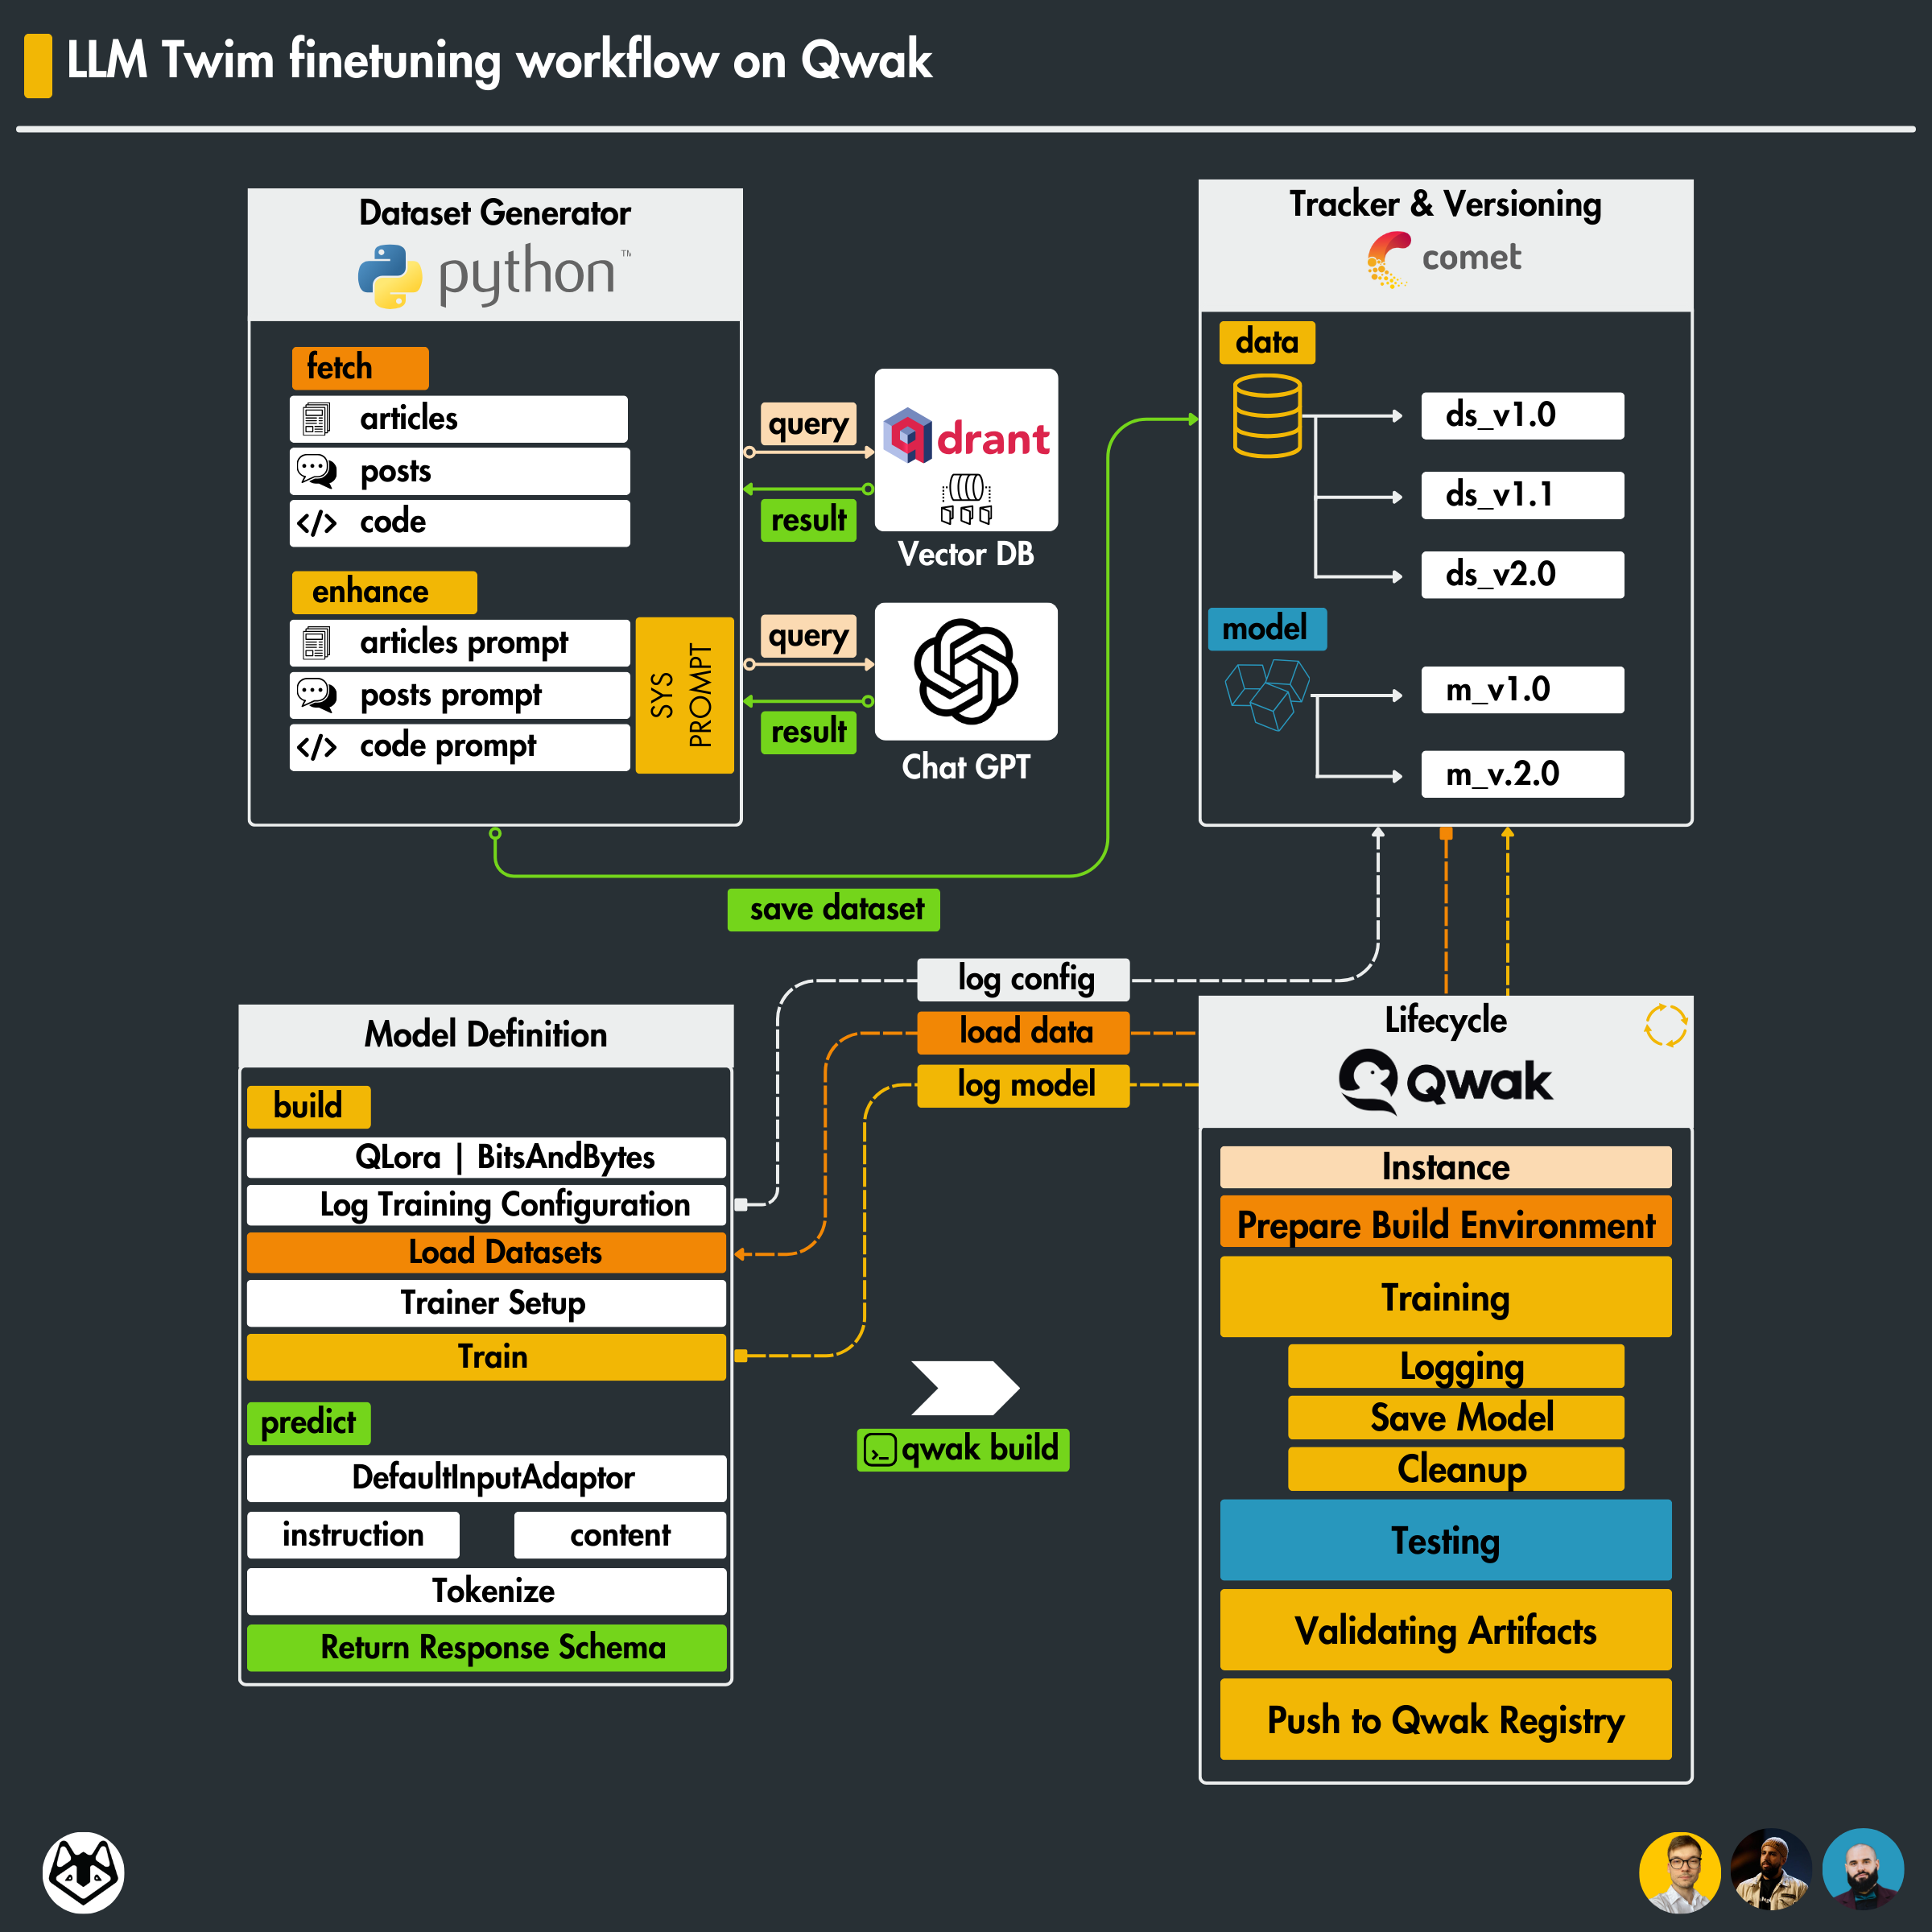 LLM Twim finetuning workflow on Qwak
Dataset Generator
python™
fetch
articles
posts
</> code
enhance
articles prompt
posts prompt
</> code prompt
SYS
PROMPT
query
result
qdrant
Vector DB
query
result
Chat GPT
save dataset
Tracker & Versioning
comet
data
ds_v1.0
ds_v1.1
ds_v2.0
model
m_v1.0
m_v.2.0
log config
load data
log model
Model Definition
build
QLora | BitsAndBytes
Log Training Configuration
Load Datasets
Trainer Setup
Train
predict
DefaultInputAdaptor
instruction
content
Tokenize
Return Response Schema
>_ qwak build
Lifecycle
Qwak
Instance
Prepare Build Environment
Training
Logging
Save Model
Cleanup
Testing
Validating Artifacts
Push to Qwak Registry